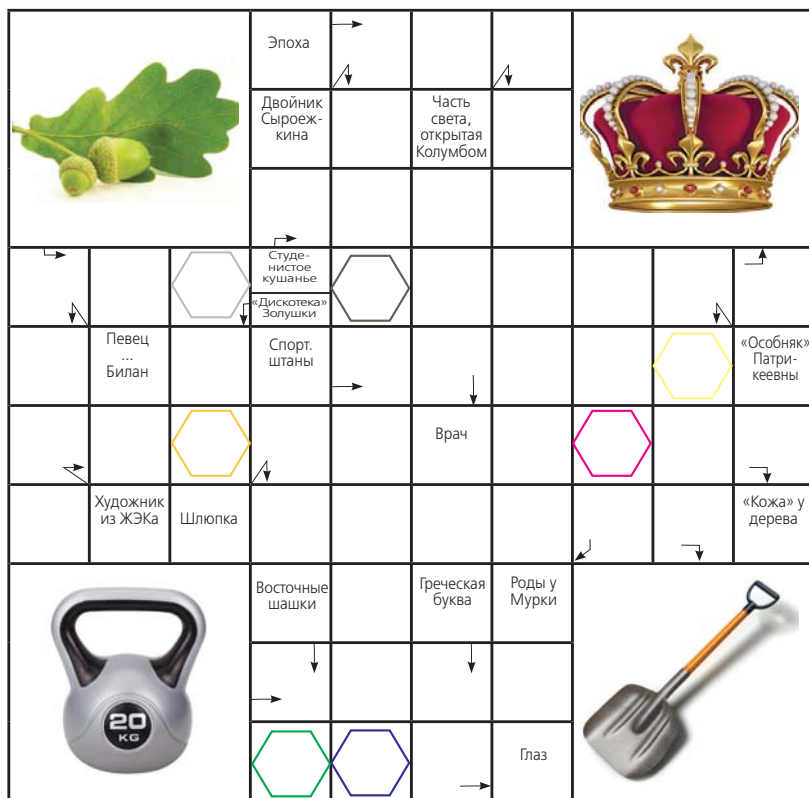 Эпоха
Двойник
Сыроеж-
кина
Часть
света,
открытая
Колумбом
Студе-
нистое
кушанье
«Дискотека»
Золушки
Певец
...
Билан
Спорт.
штаны
«Особняк»
Патри-
кеевны
Врач
Художник
из ЖЭКа
Шлюпка
«Кожа» у
дерева
Восточные
шашки
Греческая
буква
Роды у
Мурки
20
KG
Глаз